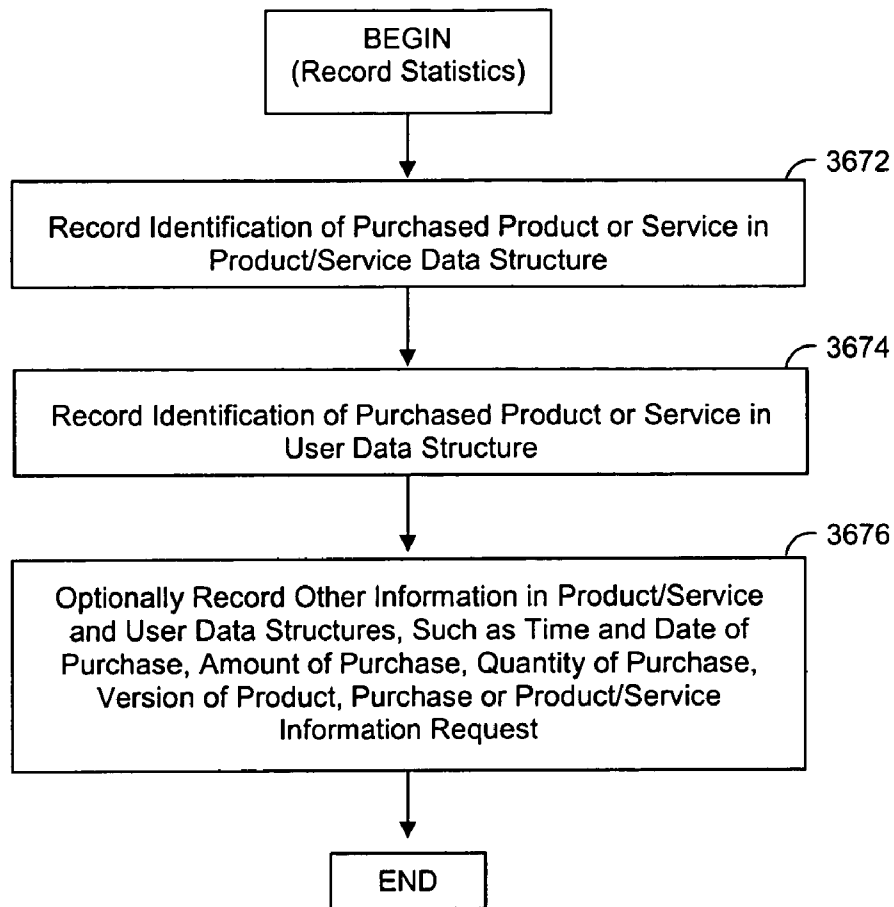 BEGIN
(Record Statistics)
3672
Record Identification of Purchased Product or Service in
Product/Service Data Structure
3674
Record Identification of Purchased Product or Service in
User Data Structure
3676
Optionally Record Other Information in Product/Service
and User Data Structures, Such as Time and Date of
Purchase, Amount of Purchase, Quantity of Purchase,
Version of Product, Purchase or Product/Service
Information Request
END